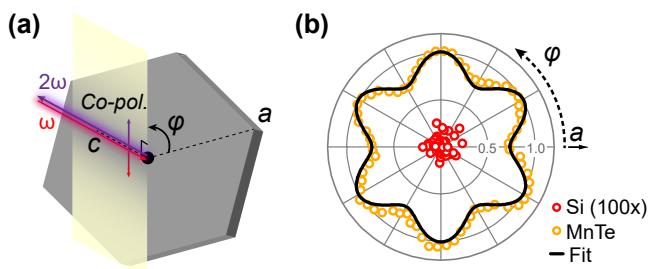 (a)
2ω
Co-pol.
φ
a
ω
c
(b)
φ
a
0.5
1.0
Si (100x)
MnTe
Fit